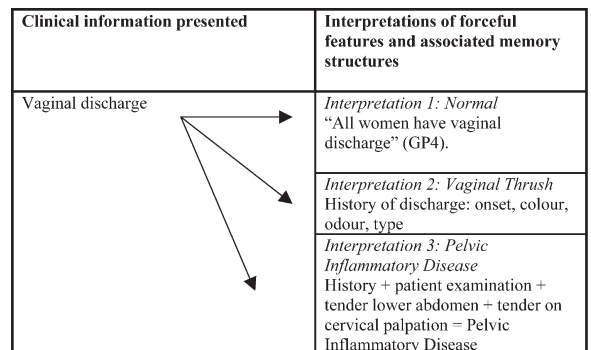 Clinical information presented
Interpretations of forceful
features and associated memory
structures
Vaginal discharge
Interpretation 1: Normal
“All women have vaginal
discharge” (GP4).
Interpretation 2: Vaginal Thrush
History of discharge: onset, colour,
odour, type
Interpretation 3: Pelvic
Inflammatory Disease
History + patient examination +
tender lower abdomen + tender on
cervical palpation = Pelvic
Inflammatory Disease